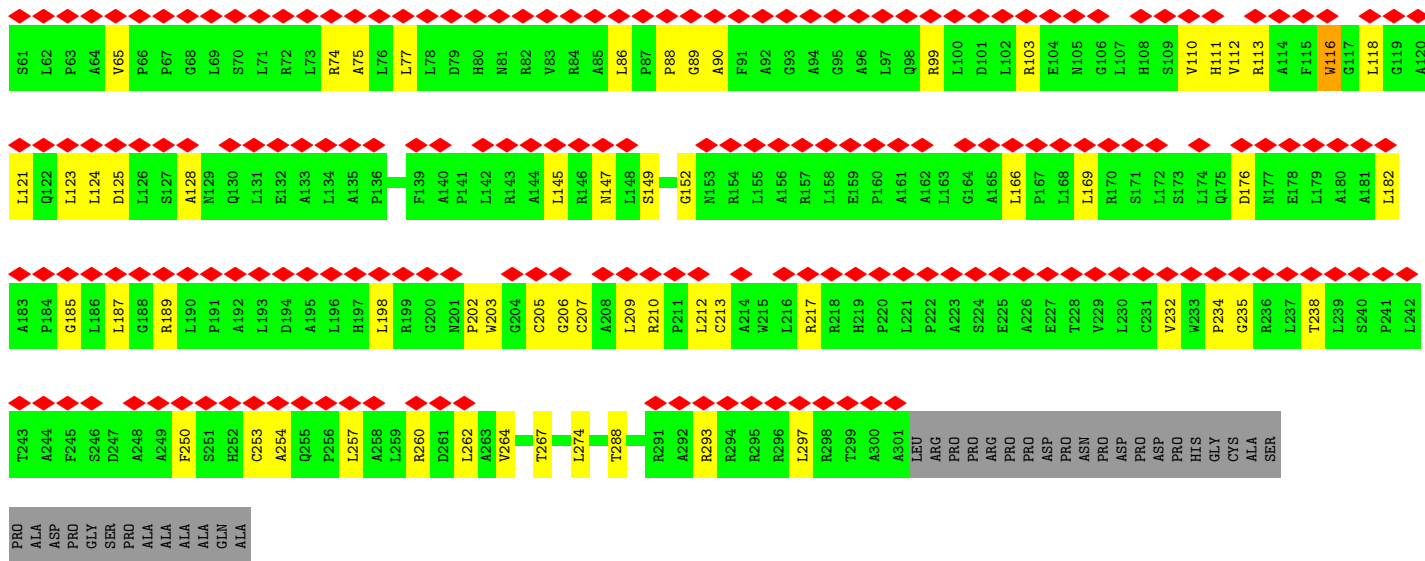 S61 L62 P63 A64 V65 P66 P67 G68 L69 S70 L71 R72 L73 R74 A75 L76 L77 L78 D79 H80 N81 R82 V83 R84 A85 L86 P87 P88 G89 A90 F91 A92 G93 A94 G95 A96 L97 Q98 R99 L100 D101 L102 R103 E104 N105 G106 L107 H108 S109 V110 H111 V112 R113 A114 F115 W116 G117 L118 G119 A120
L121 Q122 L123 L124 D125 L126 S127 A128 N129 Q130 L131 E132 A133 L134 A135 P136 F139 A140 P141 L142 R143 A144 L145 R146 N147 L148 S149 G152 N153 R154 L155 A156 R157 L158 E159 P160 A161 A162 L163 G164 A165 L166 P167 L168 L169 R170 S171 L172 S173 L174 Q175 D176 N177 E178 L179 A180 A181 L182
A183 P184 G185 L186 L187 G188 R189 L190 P191 A192 L193 D194 A195 L196 H197 L198 R199 G200 N201 P202 W203 G204 C205 G206 C207 A208 L209 R210 P211 L212 C213 A214 W215 L216 R217 R218 H219 P220 L221 P222 A223 S224 E225 A226 E227 T228 V229 L230 C231 V232 W233 P234 G235 R236 L237 T238 L239 S240 P241 L242
T243 A244 F245 S246 D247 A248 A249 F250 S251 H252 C253 A254 Q255 P256 L257 A258 L259 R260 D261 L262 A263 V264 T267 L274 T288 R291 A292 R293 R294 R295 R296 L297 R298 T299 A300 A301 LEU ARG PRO PRO ARG PRO PRO ASP PRO ASN PRO ASP PRO ASP PRO HIS GLY CYS ALA SER
PRO ALA ASP PRO GLY SER PRO ALA ALA ALA ALA GLN ALA